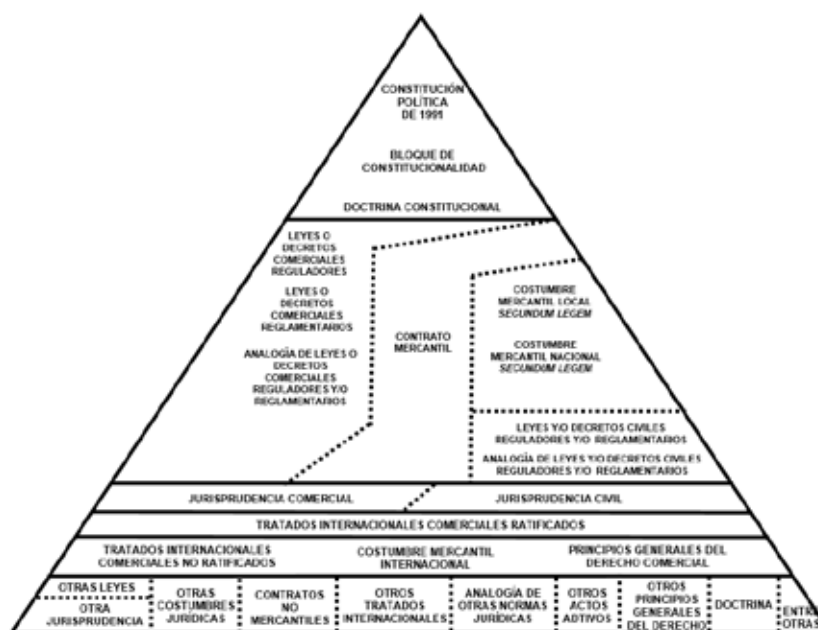 CONSTITUCIÓN
POLÍTICA
DE 1991
BLOQUE DE
CONSTITUCIONALIDAD
DOCTRINA CONSTITUCIONAL
LEYES O
DECRETOS
COMERCIALES
REGULADORES
LEYES O
DECRETOS
COMERCIALES
REGLAMENTARIOS
ANALOGÍA DE LEYES O
DECRETOS
COMERCIALES
REGULADORES Y/O
REGLAMENTARIOS
CONTRATO
MERCANTIL
COSTUMBRE
MERCANTIL LOCAL
SECUNDUM LEGEM
COSTUMBRE
MERCANTIL NACIONAL
SECUNDUM LEGEM
LEYES Y/O DECRETOS CIVILES
REGULADORES Y/O REGLAMENTARIOS
ANALOGÍA DE LEYES Y/O DECRETOS CIVILES
REGULADORES Y/O REGLAMENTARIOS
JURISPRUDENCIA COMERCIAL
JURISPRUDENCIA CIVIL
TRATADOS INTERNACIONALES COMERCIALES RATIFICADOS
TRATADOS INTERNACIONALES
COMERCIALES NO RATIFICADOS
COSTUMBRE MERCANTIL
INTERNACIONAL
PRINCIPIOS GENERALES DEL
DERECHO COMERCIAL
OTRAS LEYES
OTRA
JURISPRUDENCIA
OTRAS
COSTUMBRES
JURÍDICAS
CONTRATOS
NO
MERCANTILES
OTROS
TRATADOS
INTERNACIONALES
ANALOGÍA DE
OTRAS NORMAS
JURÍDICAS
OTROS
ACTOS
ADTIVOS
OTROS
PRINCIPIOS
GENERALES
DEL DERECHO
DOCTRINA
ENTRE
OTRAS